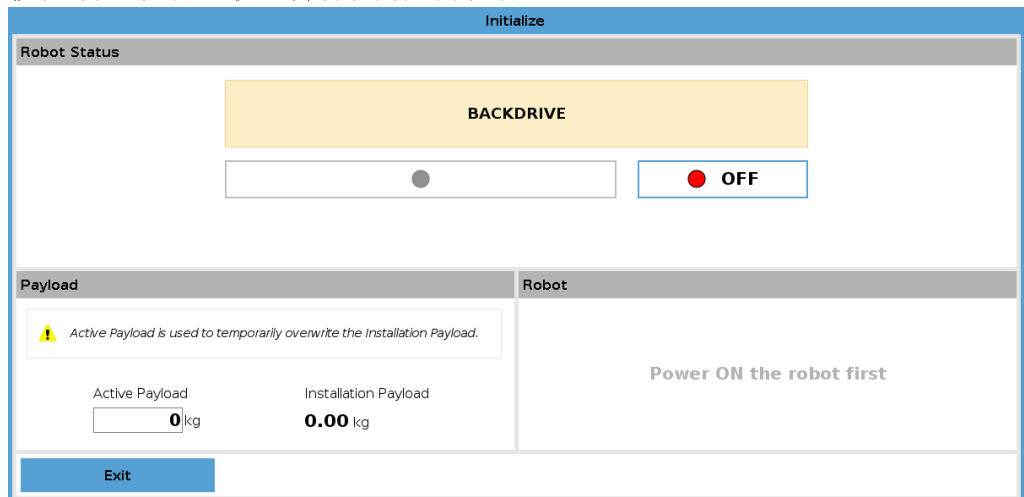 Initialize
Robot Status
BACKDRIVE
OFF
Payload
Robot
Active Payload is used to temporarily overwrite the Installation Payload.
Power ON the robot first
Active Payload
Installation Payload
0 kg
0.00 kg
Exit